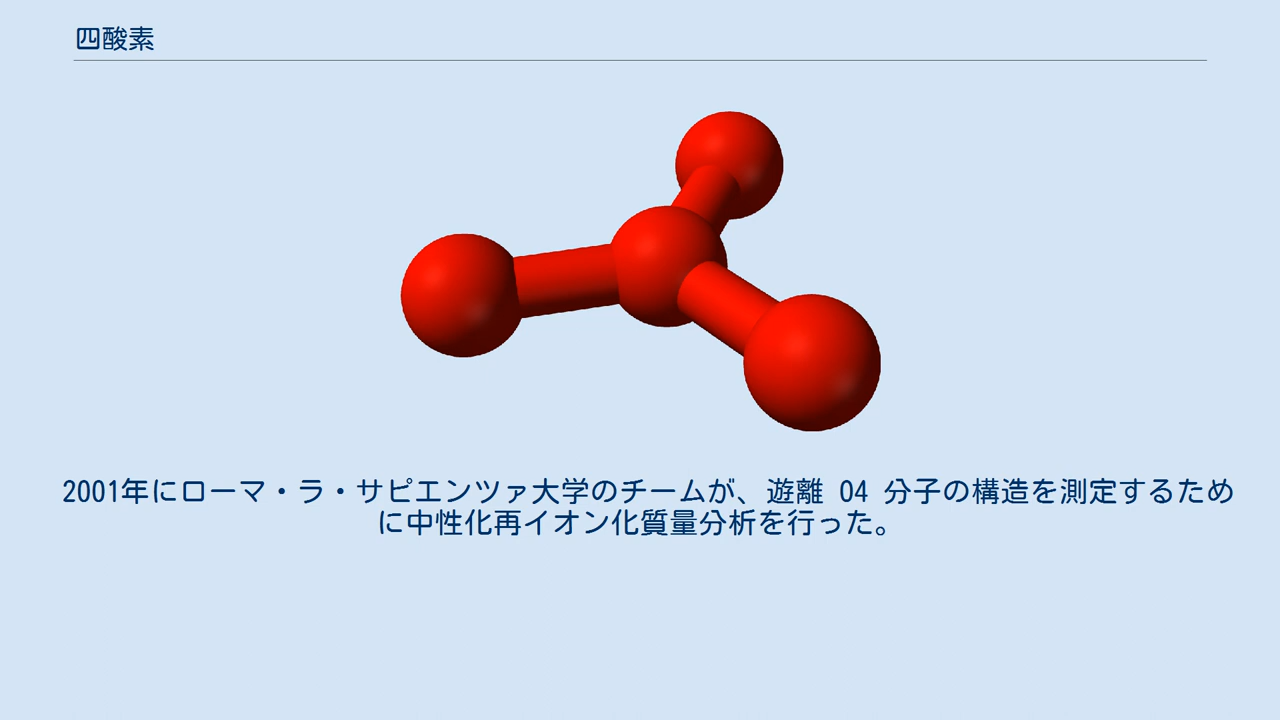 四酸素
2001年にローマ・ラ・サピエンツァ大学のチームが、遊離 O4 分子の構造を測定するため
に中性化再イオン化質量分析を行った。